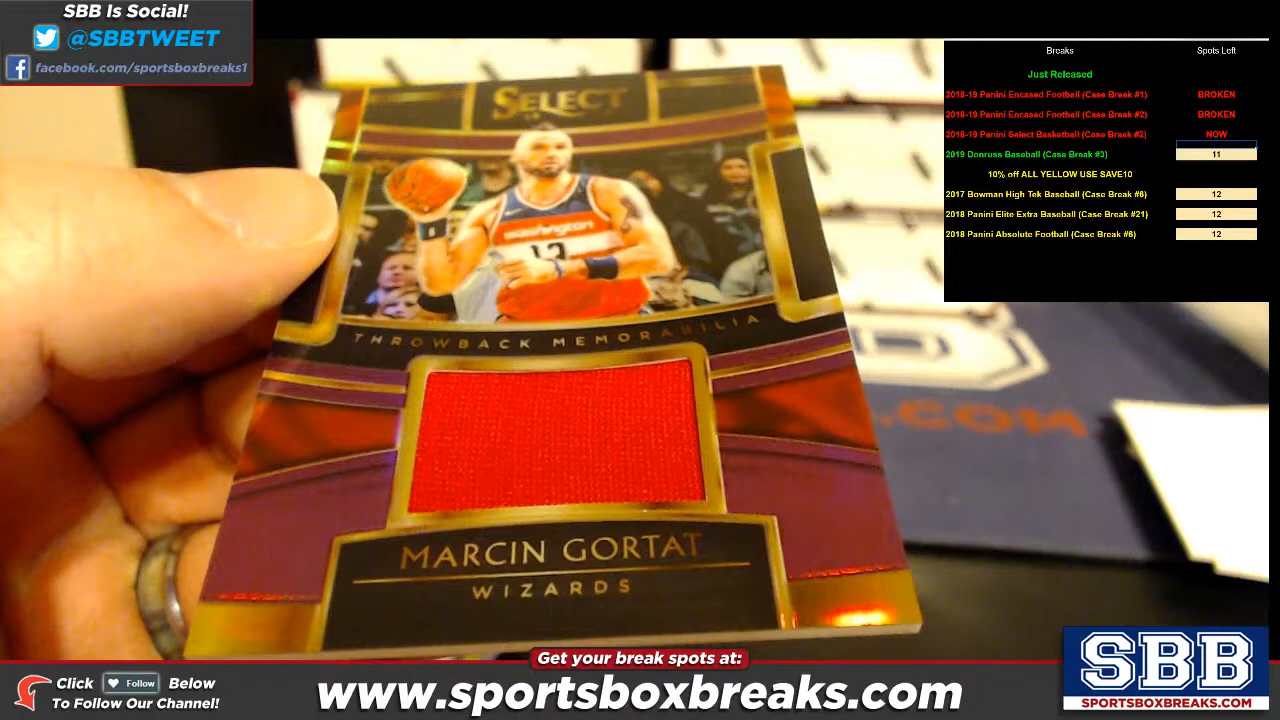 SBB Is Social!
@SBBTWEET
facebook.com/sportsboxbreaks1
Breaks Spots Left
Just Released
2018-19 Panini Encased Football (Case Break #1) BROKEN
2018-19 Panini Encased Football (Case Break #2) BROKEN
2018-19 Panini Select Basketball (Case Break #2) NOW
2019 Donruss Baseball (Case Break #3) 11
10% off ALL YELLOW USE SAVE10
2017 Bowman High Tek Baseball (Case Break #6) 12
2018 Panini Elite Extra Baseball (Case Break #21) 12
2018 Panini Absolute Football (Case Break #6) 12
SELECT
Washington
13
THROWBACK MEMORABILIA
.COM
MARCIN GORTAT
WIZARDS
Get your break spots at:
Click Follow Below
To Follow Our Channel!
www.sportsboxbreaks.com
SBB
SPORTSBOXBREAKS.COM